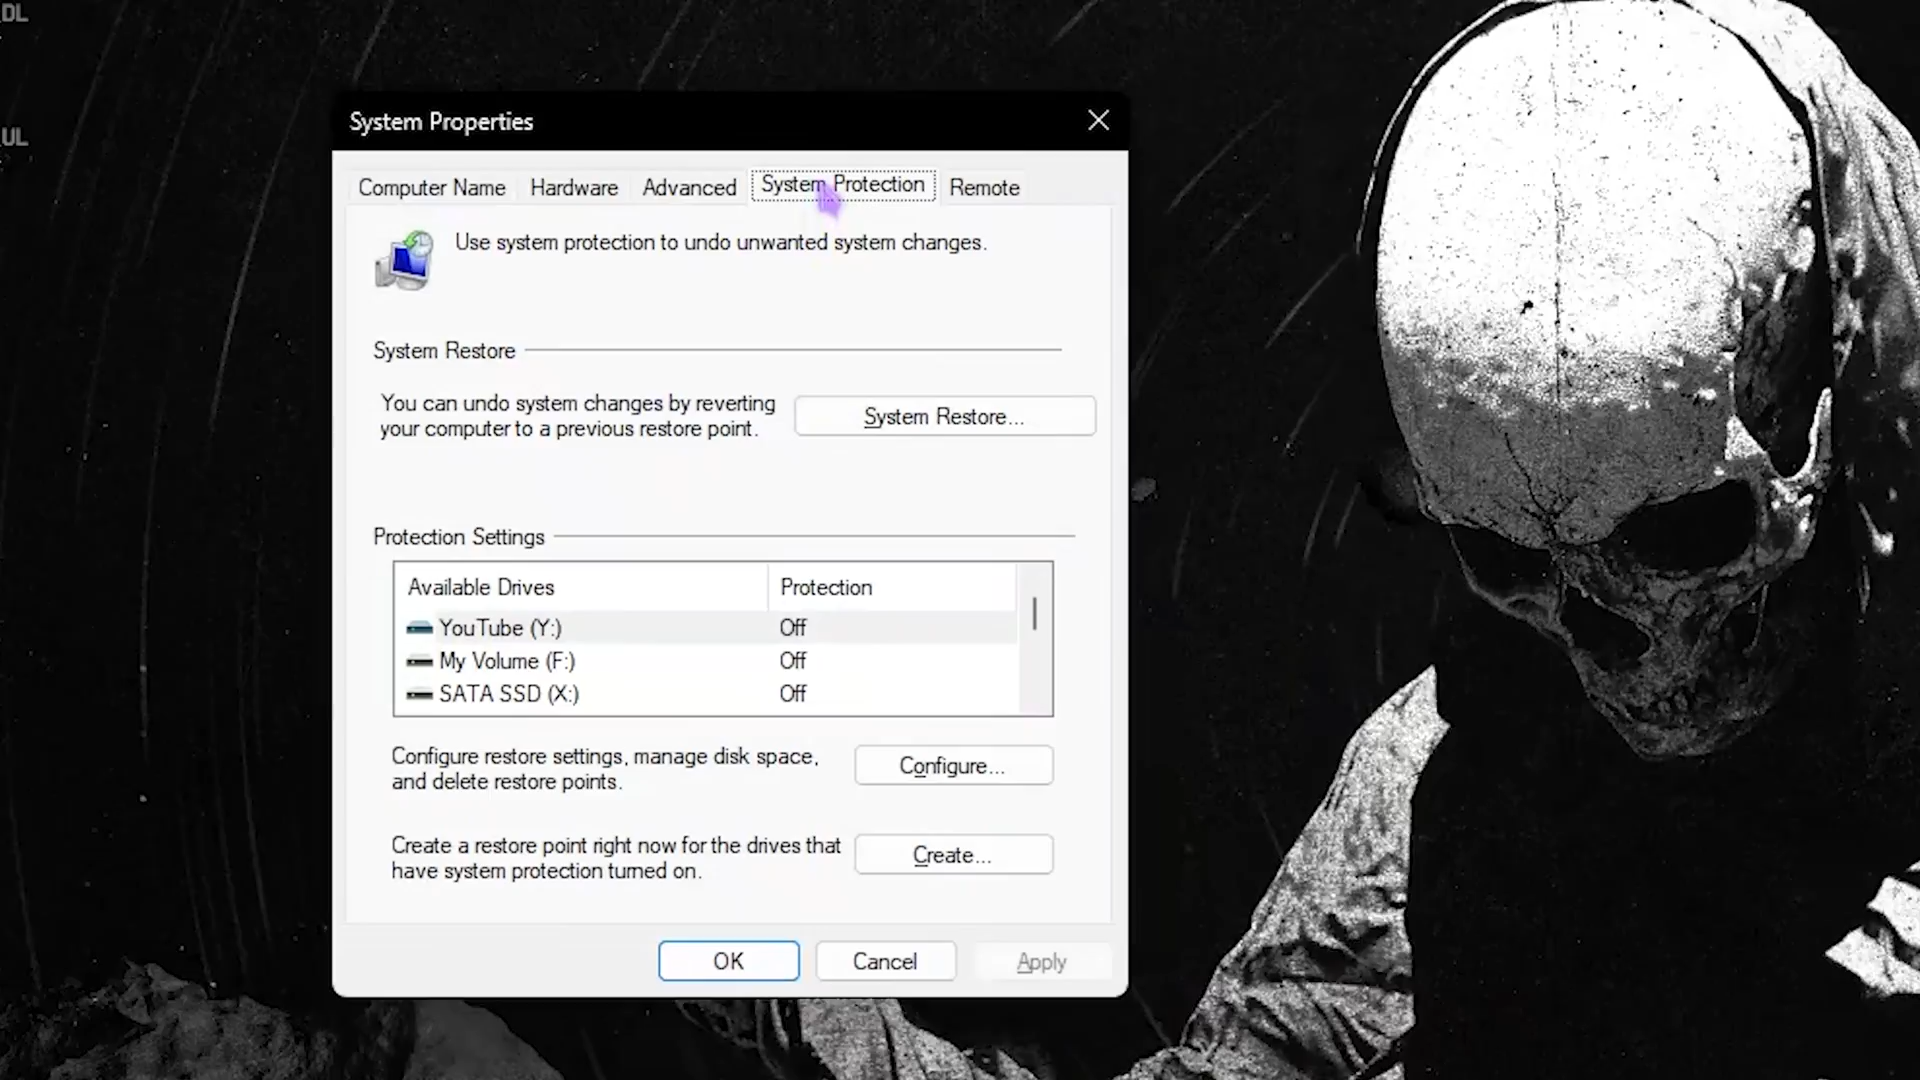 DL
UL
System Properties
Computer Name Hardware Advanced System Protection Remote
Use system protection to undo unwanted system changes.
System Restore
You can undo system changes by reverting
your computer to a previous restore point.
System Restore...
Protection Settings
Available Drives Protection
YouTube (Y:) Off
My Volume (F:) Off
SATA SSD (X:) Off
Configure restore settings, manage disk space,
and delete restore points.
Configure...
Create a restore point right now for the drives that
have system protection turned on.
Create...
OK Cancel Apply